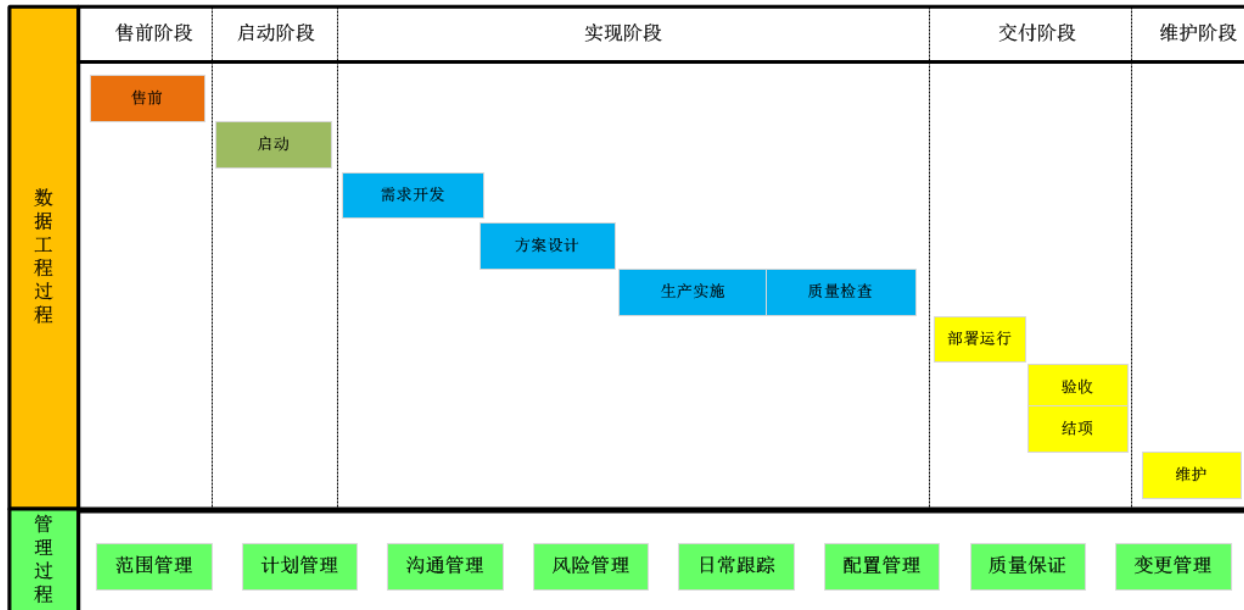 售前阶段
启动阶段
实现阶段
交付阶段
维护阶段
数据工程过程
售前
启动
需求开发
方案设计
生产实施
质量检查
部署运行
验收
结项
维护
管理过程
范围管理
计划管理
沟通管理
风险管理
日常跟踪
配置管理
质量保证
变更管理